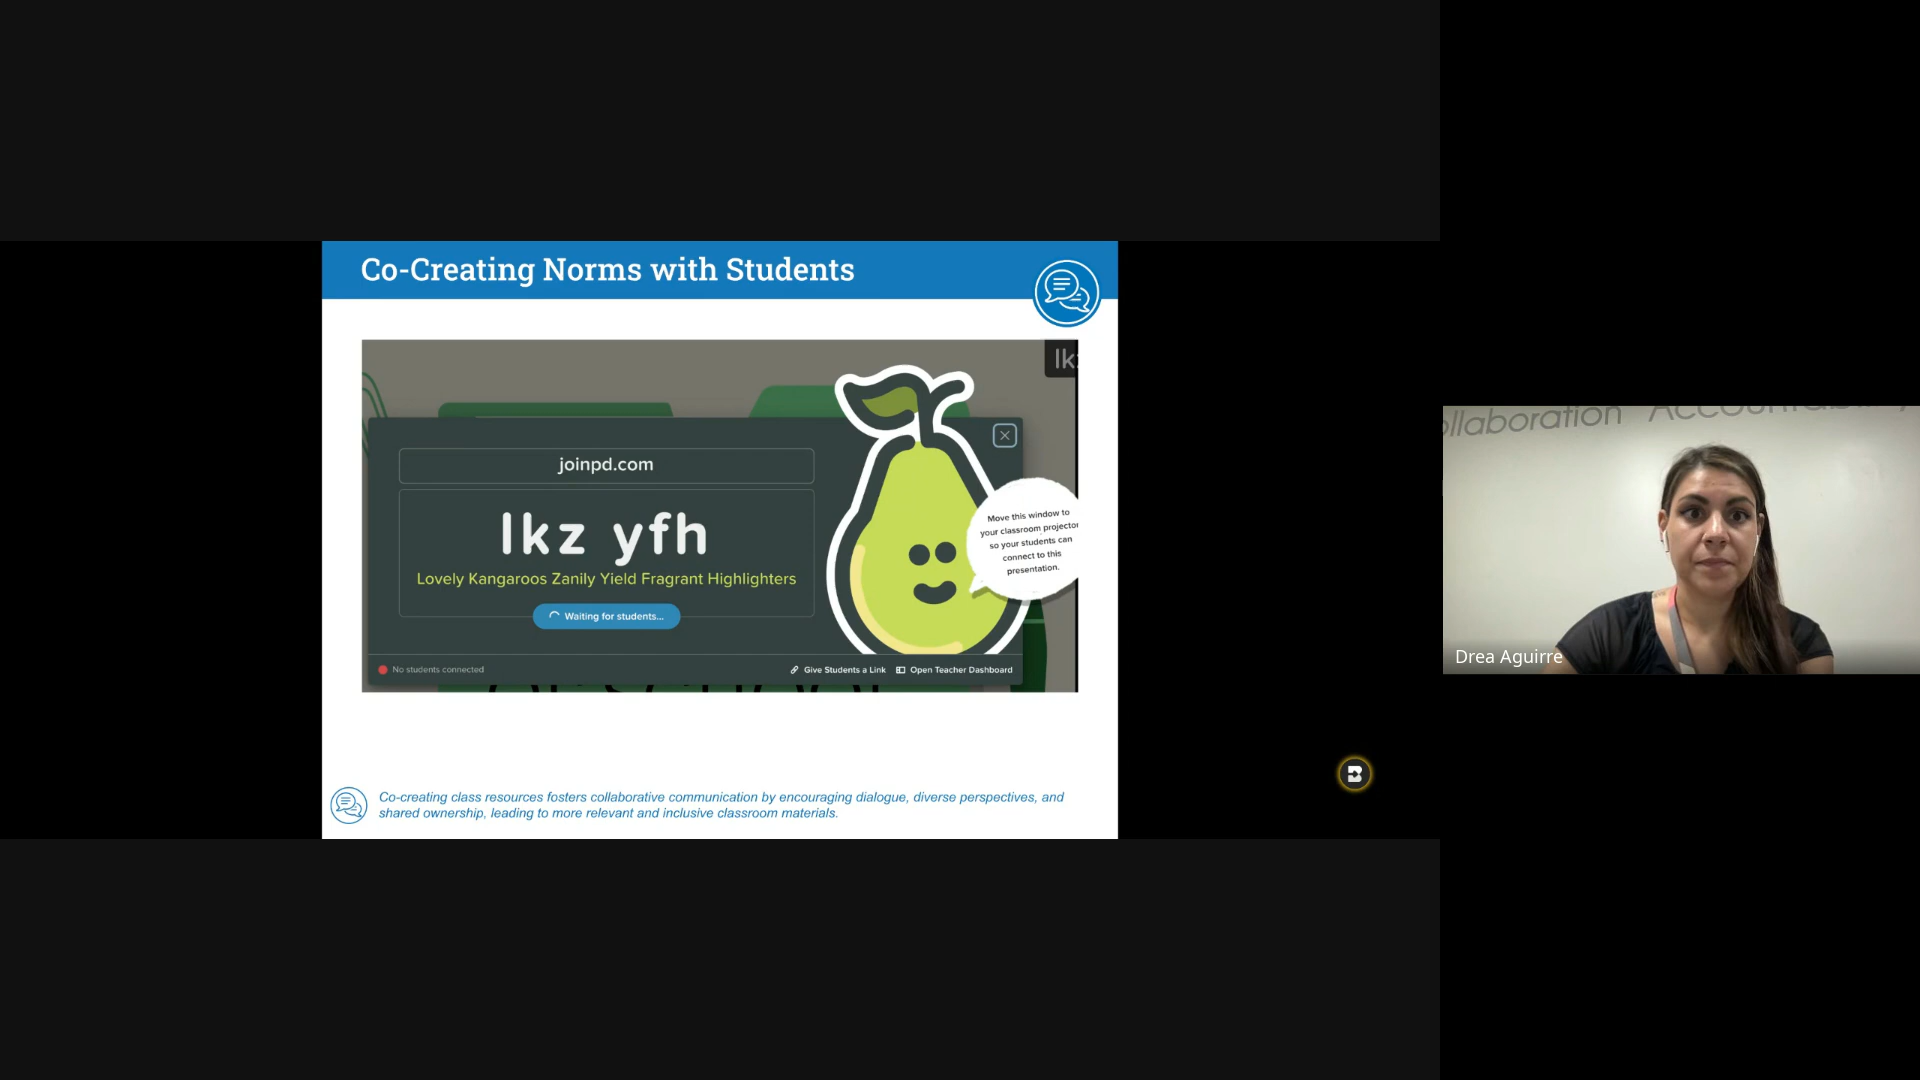 Co-Creating Norms with Students
lk
joinpd.com
lkz yfh
Lovely Kangaroos Zanily Yield Fragrant Highlighters
Waiting for students...
Move this window to
your classroom projector
so your students can
connect to this
presentation.
No students connected
Give Students a Link
Open Teacher Dashboard
Co-creating class resources fosters collaborative communication by encouraging dialogue, diverse perspectives, and
shared ownership, leading to more relevant and inclusive classroom materials.
ollaboration
Drea Aguirre